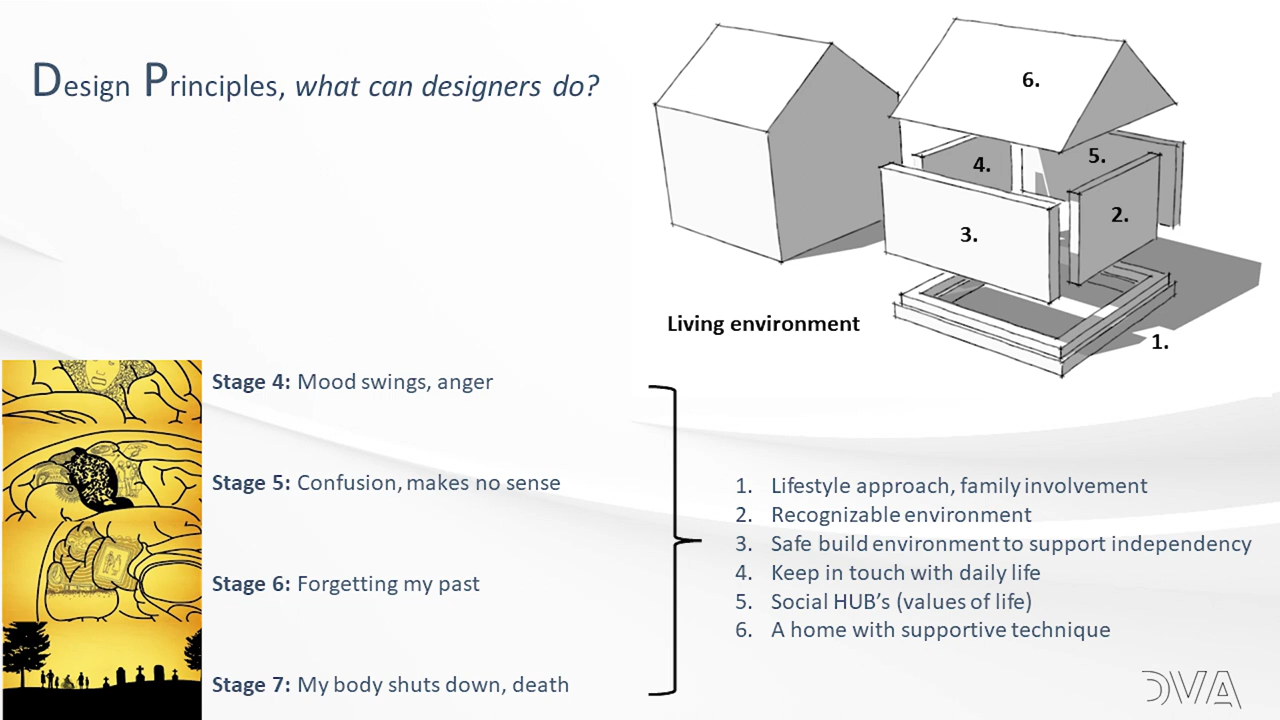 Design Principles, what can designers do?
6.
5.
4.
2.
3.
Living environment
1.
Stage 4: Mood swings, anger
Stage 5: Confusion, makes no sense
Stage 6: Forgetting my past
Stage 7: My body shuts down, death
1. Lifestyle approach, family involvement
2. Recognizable environment
3. Safe build environment to support independency
4. Keep in touch with daily life
5. Social HUB's (values of life)
6. A home with supportive technique
DVA